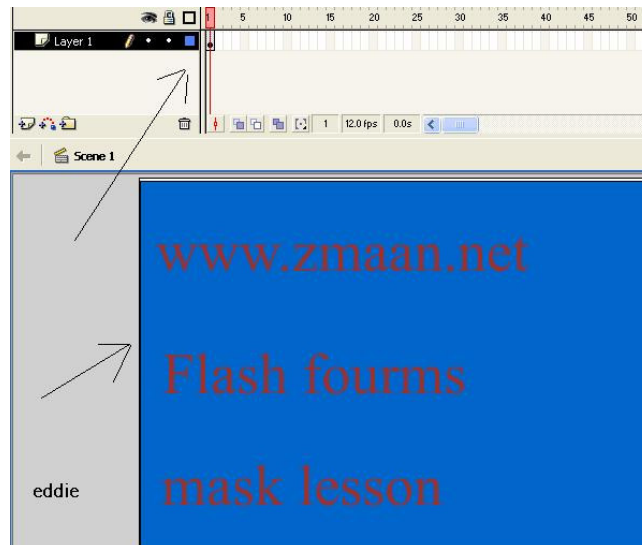 1 5 10 15 20 25 30 35 40 45 50
Layer 1
1 12.0 fps 0.0s
Scene 1
www.zmaan.net
Flash fourms
eddie mask lesson